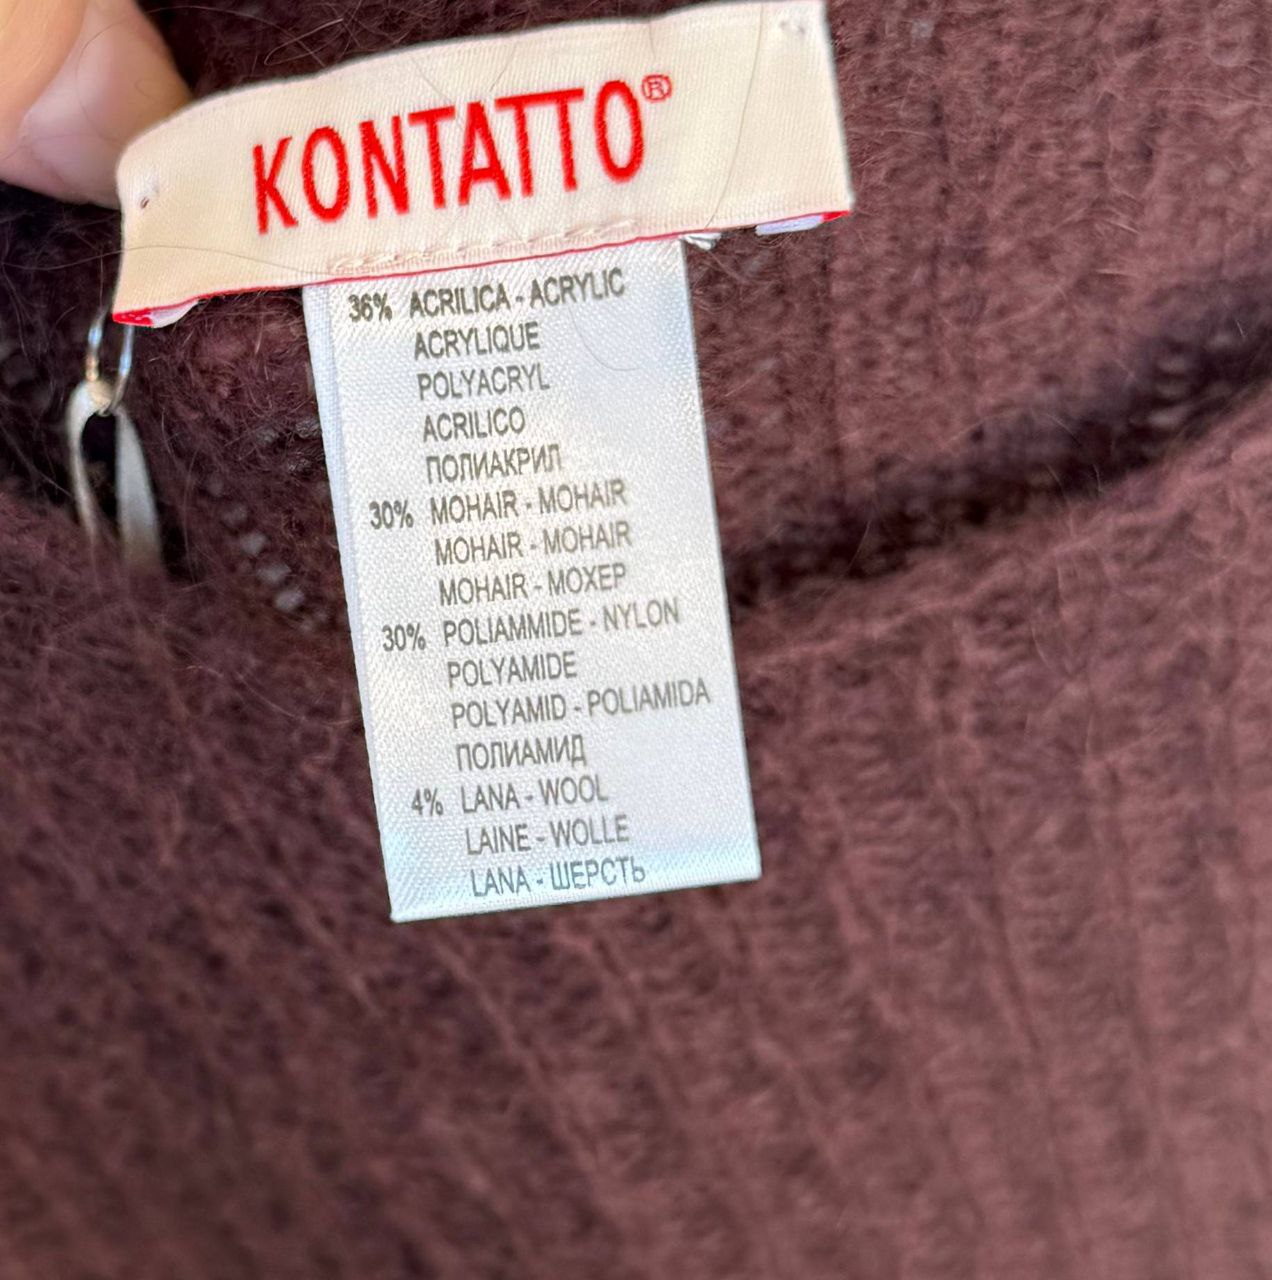 KONTATTO®
36% ACRILICA - ACRYLIC
ACRYLIQUE
POLYACRYL
ACRILICO
ПОЛИАКРИЛ
30% MOHAIR - MOHAIR
MOHAIR - MOHAIR
MOHAIR - МОХЕР
30% POLIAMMIDE - NYLON
POLYAMIDE
POLYAMID - POLIAMIDA
ПОЛИАМИД
4% LANA - WOOL
LAINE - WOLLE
LANA - ШЕРСТЬ